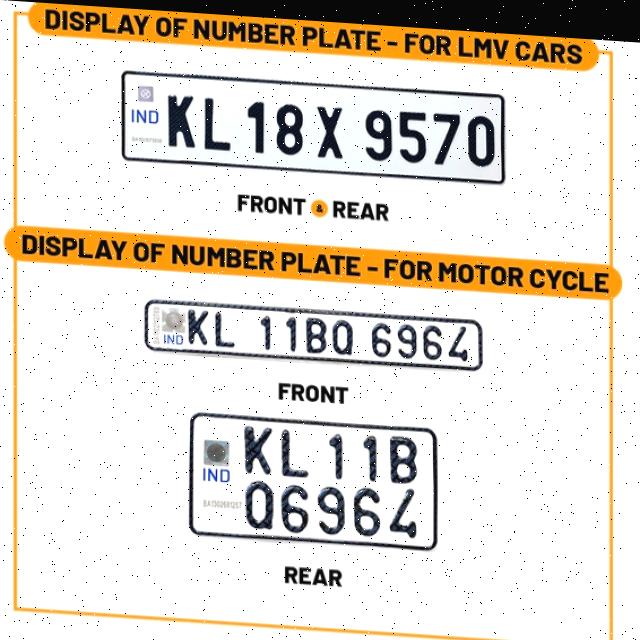 DISPLAY OF NUMBER PLATE - FOR LMV CARS
IND
KL 18 X 9570
FRONT & REAR
DISPLAY OF NUMBER PLATE - FOR MOTOR CYCLE
IND
KL 11BQ 6964
FRONT
KL 11B
IND
Q6964
REAR